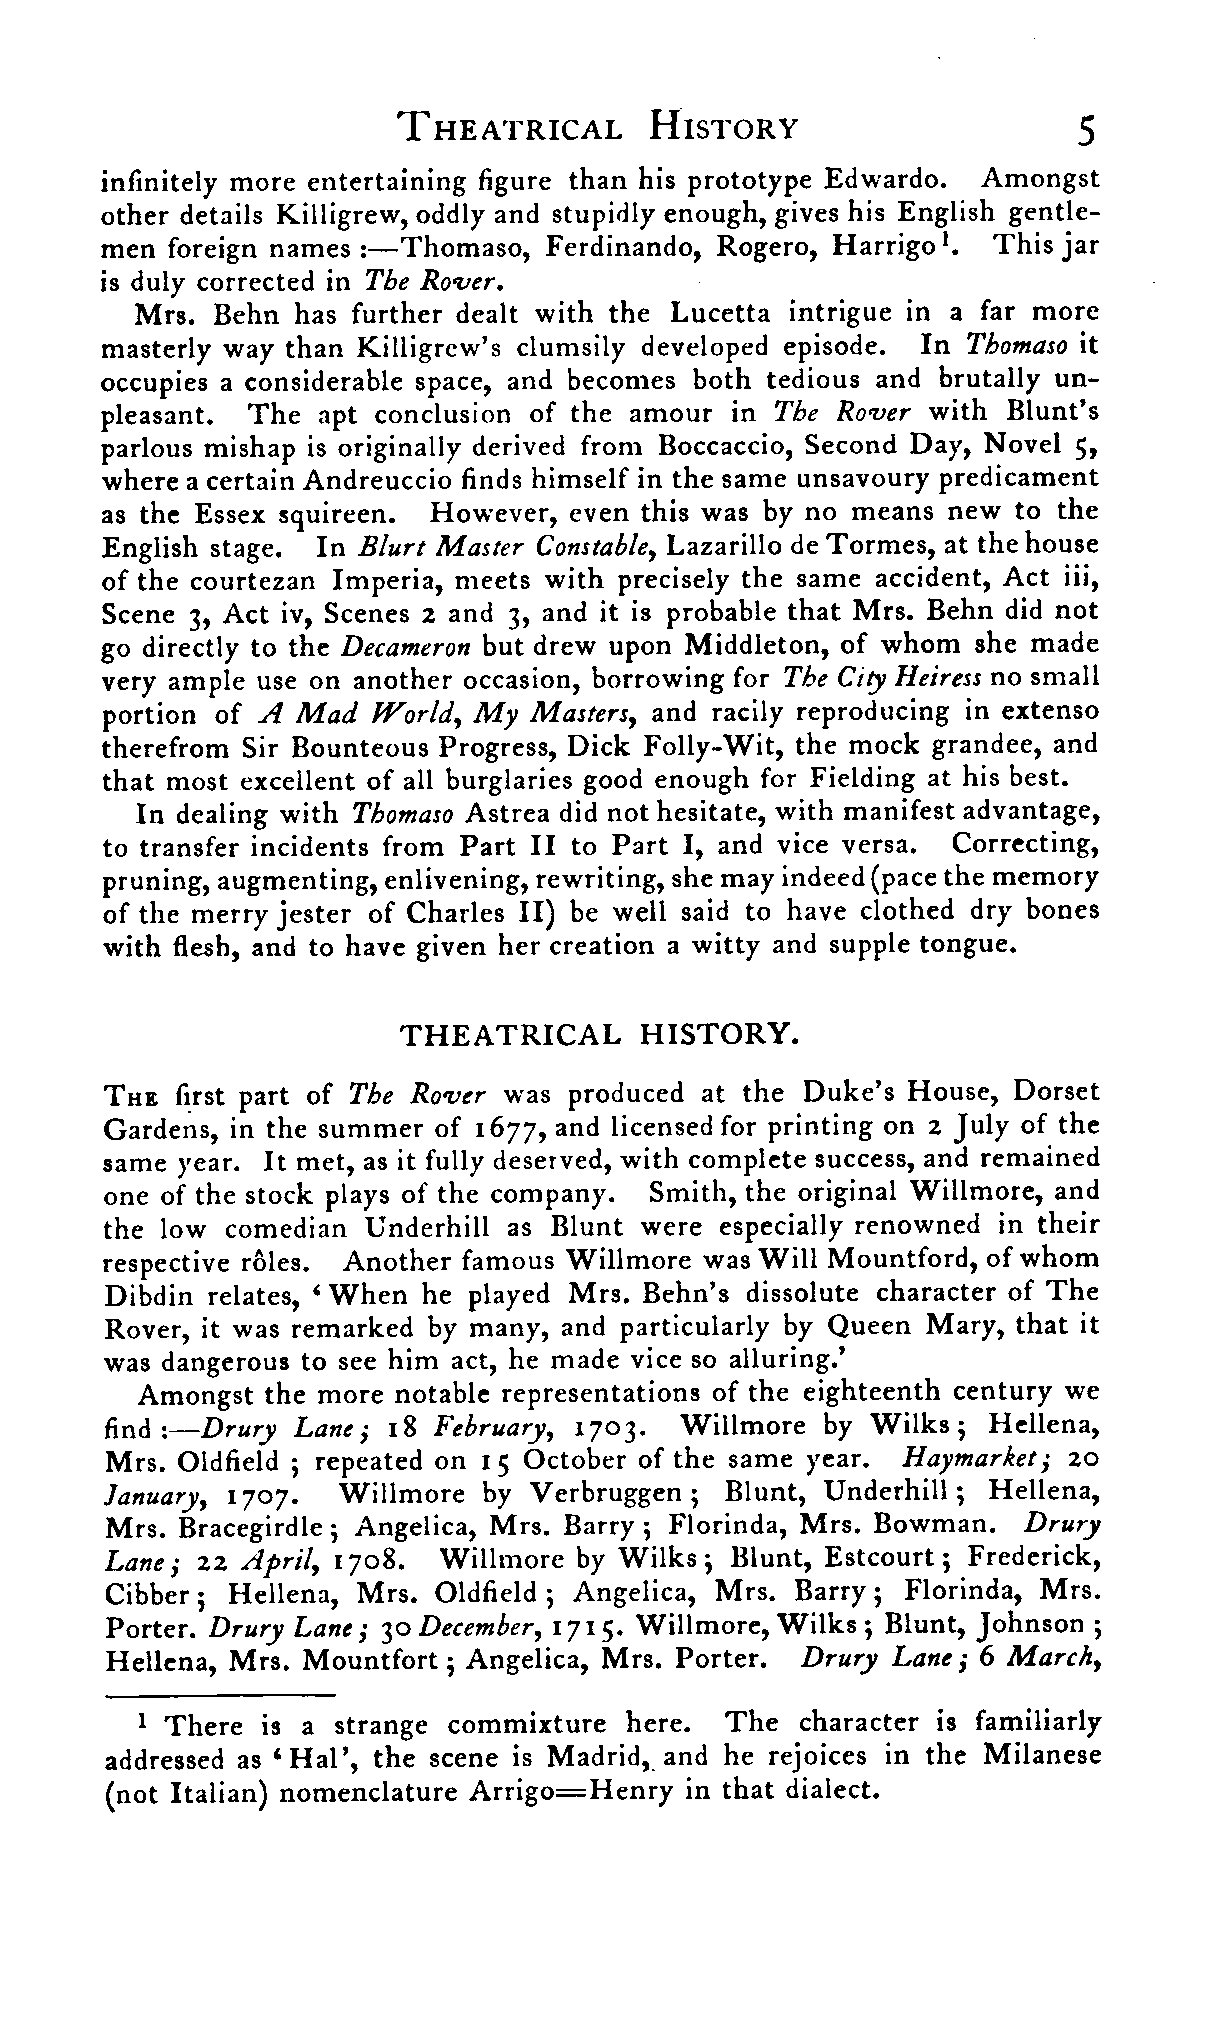 THEATRICAL HISTORY 5
infinitely more entertaining figure than his prototype Edwardo. Amongst
other details Killigrew, oddly and stupidly enough, gives his English gentle-
men foreign names :—Thomaso, Ferdinando, Rogero, Harrigo¹. This jar
is duly corrected in The Rover.
Mrs. Behn has further dealt with the Lucetta intrigue in a far more
masterly way than Killigrew's clumsily developed episode. In Thomaso it
occupies a considerable space, and becomes both tedious and brutally un-
pleasant. The apt conclusion of the amour in The Rover with Blunt's
parlous mishap is originally derived from Boccaccio, Second Day, Novel 5,
where a certain Andreuccio finds himself in the same unsavoury predicament
as the Essex squireen. However, even this was by no means new to the
English stage. In Blurt Master Constable, Lazarillo de Tormes, at the house
of the courtezan Imperia, meets with precisely the same accident, Act iii,
Scene 3, Act iv, Scenes 2 and 3, and it is probable that Mrs. Behn did not
go directly to the Decameron but drew upon Middleton, of whom she made
very ample use on another occasion, borrowing for The City Heiress no small
portion of A Mad World, My Masters, and racily reproducing in extenso
therefrom Sir Bounteous Progress, Dick Folly-Wit, the mock grandee, and
that most excellent of all burglaries good enough for Fielding at his best.
In dealing with Thomaso Astrea did not hesitate, with manifest advantage,
to transfer incidents from Part II to Part I, and vice versa. Correcting,
pruning, augmenting, enlivening, rewriting, she may indeed (pace the memory
of the merry jester of Charles II) be well said to have clothed dry bones
with flesh, and to have given her creation a witty and supple tongue.
THEATRICAL HISTORY.
THE first part of The Rover was produced at the Duke's House, Dorset
Gardens, in the summer of 1677, and licensed for printing on 2 July of the
same year. It met, as it fully deserved, with complete success, and remained
one of the stock plays of the company. Smith, the original Willmore, and
the low comedian Underhill as Blunt were especially renowned in their
respective rôles. Another famous Willmore was Will Mountford, of whom
Dibdin relates, ‘When he played Mrs. Behn's dissolute character of The
Rover, it was remarked by many, and particularly by Queen Mary, that it
was dangerous to see him act, he made vice so alluring.’
Amongst the more notable representations of the eighteenth century we
find :—Drury Lane; 18 February, 1703. Willmore by Wilks; Hellena,
Mrs. Oldfield ; repeated on 15 October of the same year. Haymarket; 20
January, 1707. Willmore by Verbruggen ; Blunt, Underhill ; Hellena,
Mrs. Bracegirdle ; Angelica, Mrs. Barry ; Florinda, Mrs. Bowman. Drury
Lane; 22 April, 1708. Willmore by Wilks; Blunt, Estcourt ; Frederick,
Cibber ; Hellena, Mrs. Oldfield ; Angelica, Mrs. Barry ; Florinda, Mrs.
Porter. Drury Lane; 30 December, 1715. Willmore, Wilks ; Blunt, Johnson ;
Hellena, Mrs. Mountfort ; Angelica, Mrs. Porter. Drury Lane; 6 March,
¹ There is a strange commixture here. The character is familiarly
addressed as ‘Hal’, the scene is Madrid, and he rejoices in the Milanese
(not Italian) nomenclature Arrigo=Henry in that dialect.